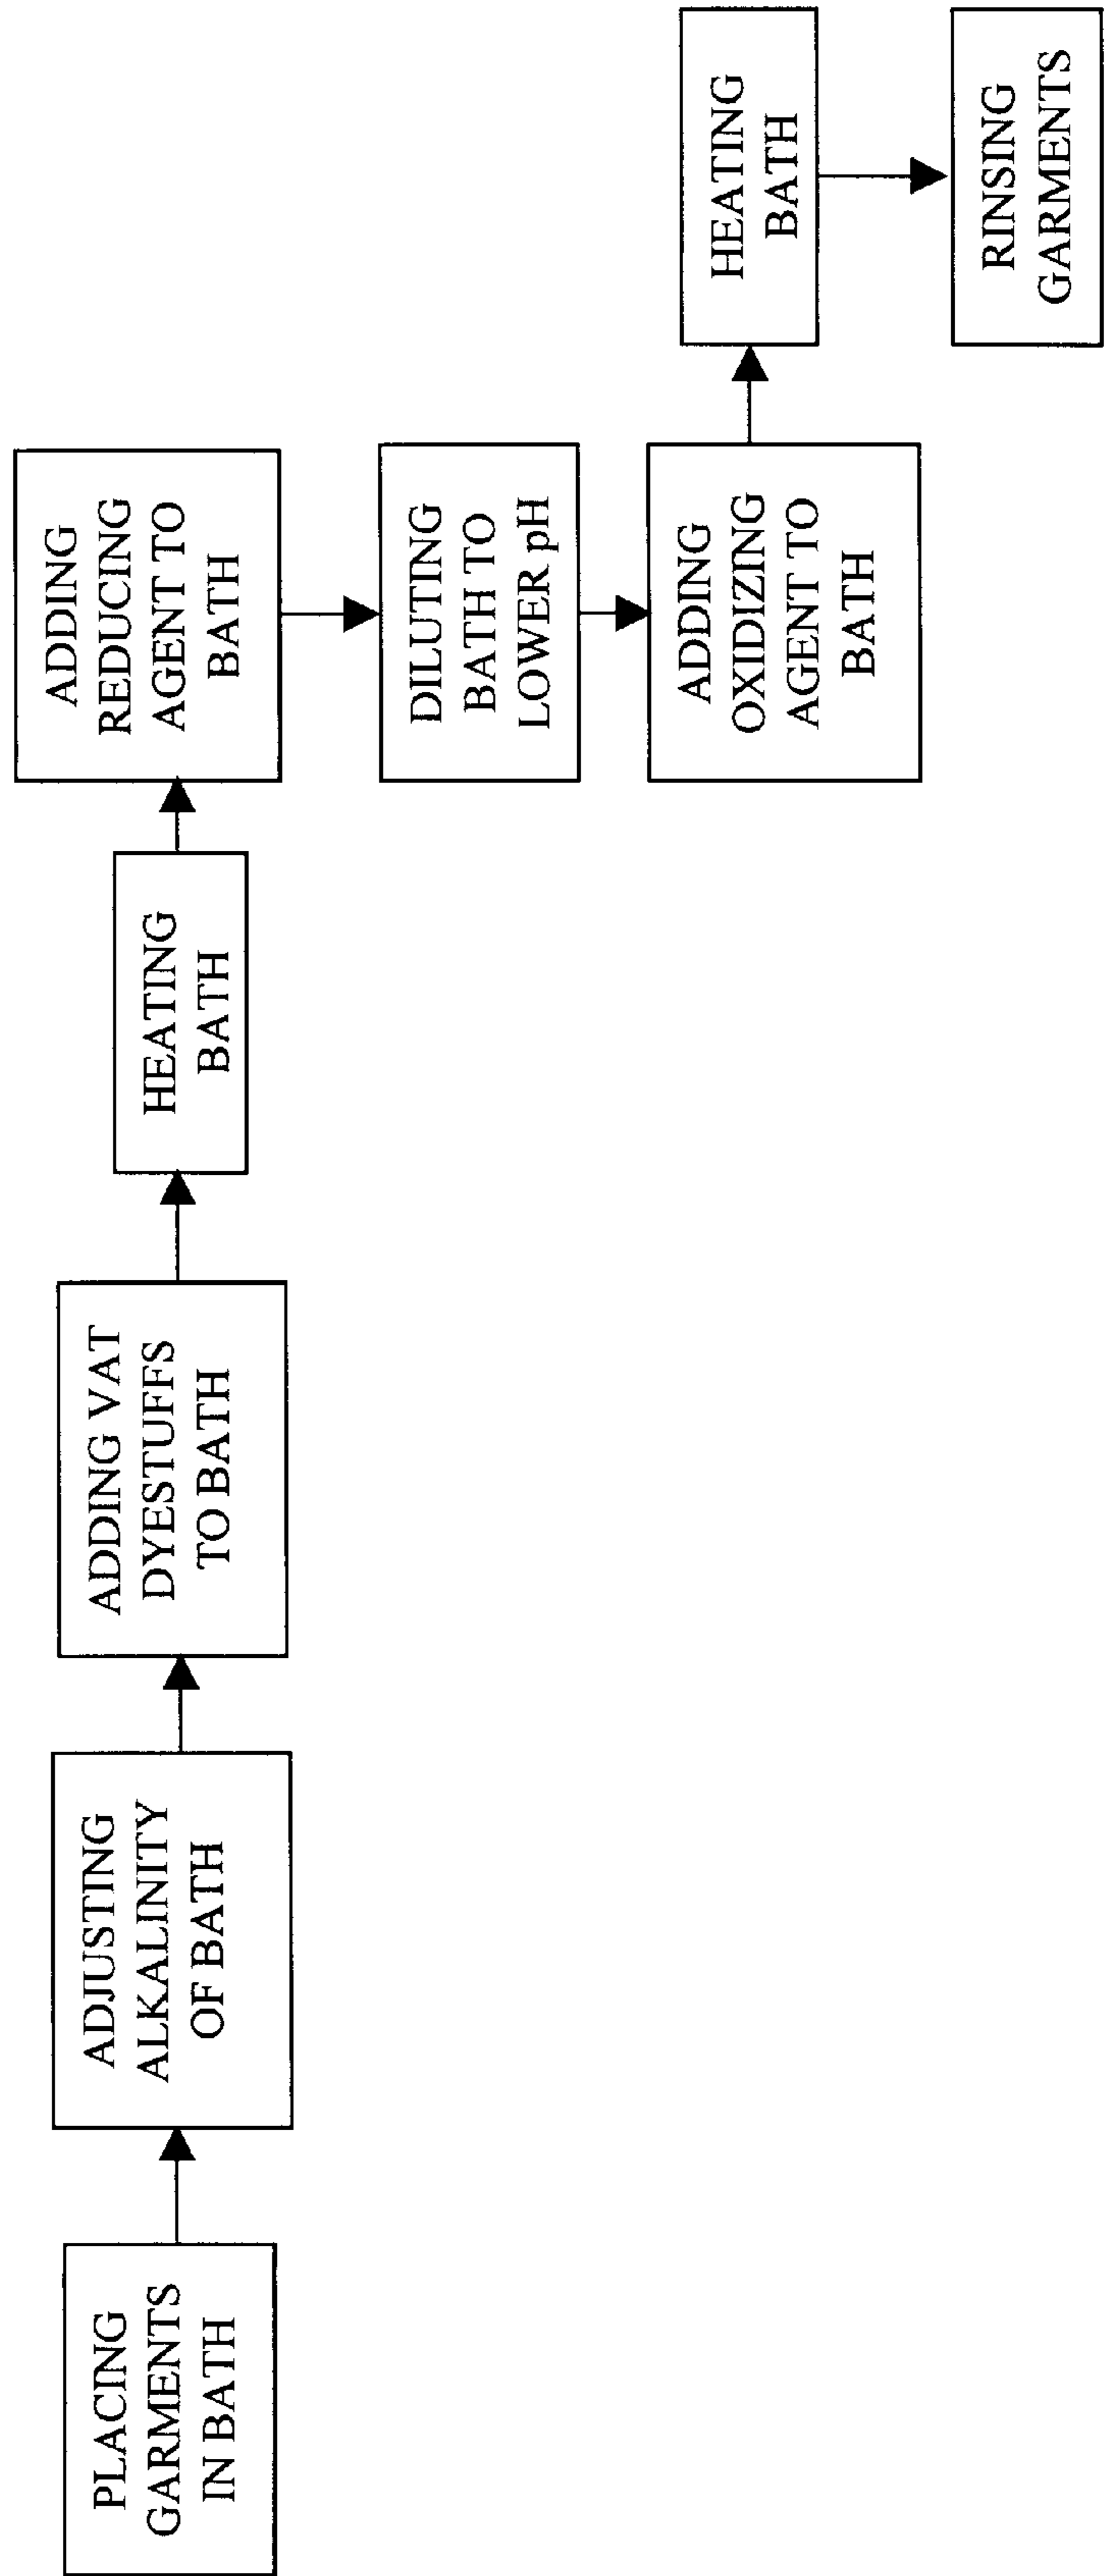 PLACING
GARMENTS
IN BATH
ADJUSTING
ALKALINITY
OF BATH
ADDING VAT
DYESTUFFS
TO BATH
HEATING
BATH
ADDING
REDUCING
AGENT TO
BATH
DILUTING
BATH TO
LOWER pH
ADDING
OXIDIZING
AGENT TO
BATH
HEATING
BATH
RINSING
GARMENTS